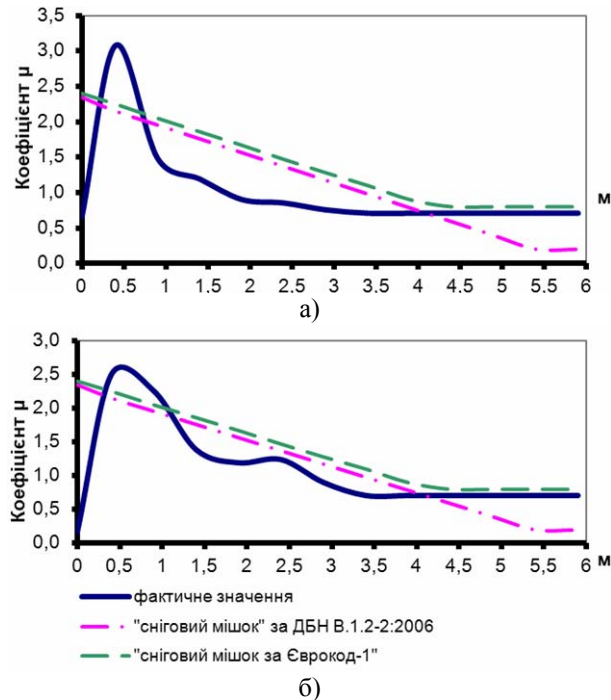 3,5
3,0
2,5
2,0
1,5
1,0
0,5
0,0
Коефіцієнт μ
м
0 0.5 1 1.5 2 2.5 3 3.5 4 4.5 5 5.5 6
а)
3,0
2,5
2,0
1,5
1,0
0,5
0,0
Коефіцієнт μ
0 0,5 1 1,5 2 2,5 3 3,5 4 4,5 5 5,5 6 м
фактичне значення
"сніговий мішок" за ДБН В.1.2-2:2006
"сніговий мішок за Єврокод-1"
б)